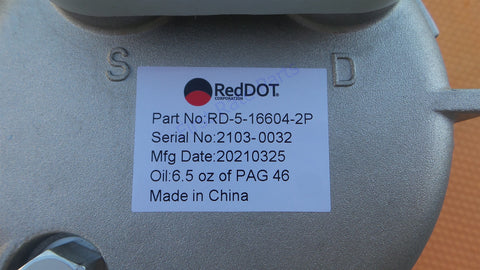 S
D
RedDOT®
CORPORATION
Part No:RD-5-16604-2P
Serial No:2103-0032
Mfg Date:20210325
Oil:6.5 oz of PAG 46
Made in China